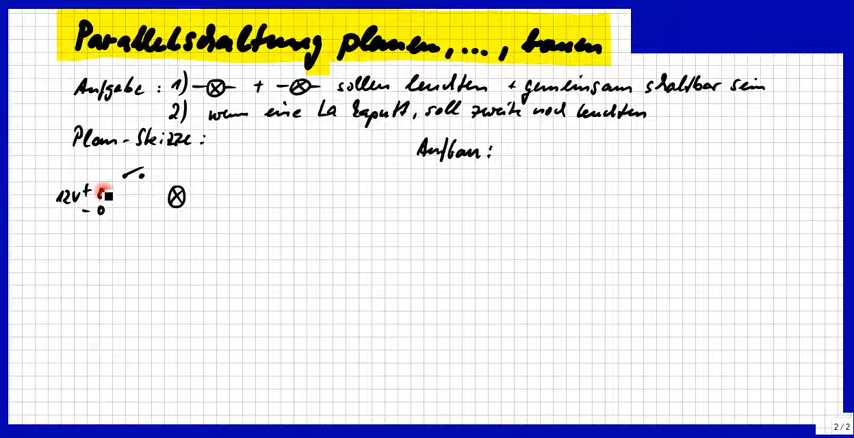 Parallelschaltung planen, ..., bauen
Aufgabe: 1) + sollen leuchten + gemeinsam schaltbar sein
2) wenn eine La kaputt, soll zweite noch leuchten
Plan-Skizze:
Aufbau:
12V +
- 0
2/2